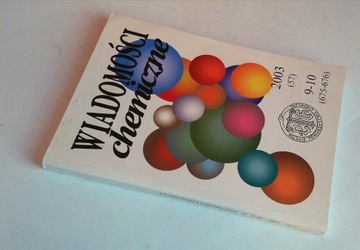 WIADOMOŚCI
chemiczne
2003
(57)
9-10
(675-676)